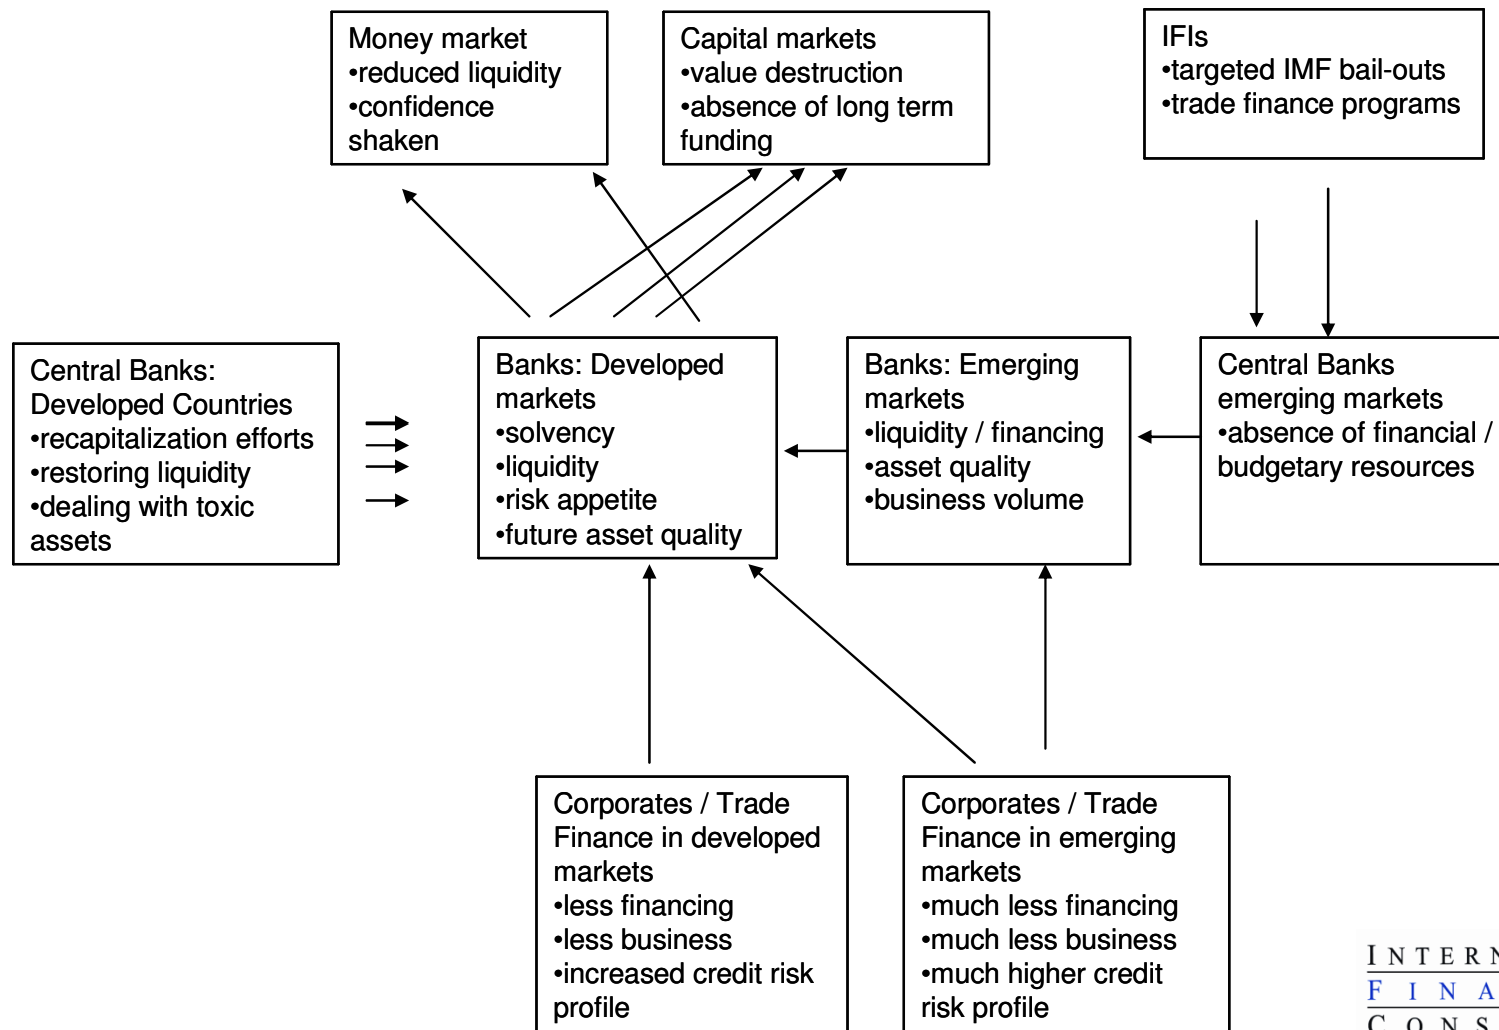 Money market
•reduced liquidity
•confidence
shaken
Capital markets
•value destruction
•absence of long term
funding
IFIs
•targeted IMF bail-outs
•trade finance programs
Central Banks:
Developed Countries
•recapitalization efforts
•restoring liquidity
•dealing with toxic
assets
Banks: Developed
markets
•solvency
•liquidity
•risk appetite
•future asset quality
Banks: Emerging
markets
•liquidity / financing
•asset quality
•business volume
Central Banks
emerging markets
•absence of financial /
budgetary resources
Corporates / Trade
Finance in developed
markets
•less financing
•less business
•increased credit risk
profile
Corporates / Trade
Finance in emerging
markets
•much less financing
•much less business
•much higher credit
risk profile